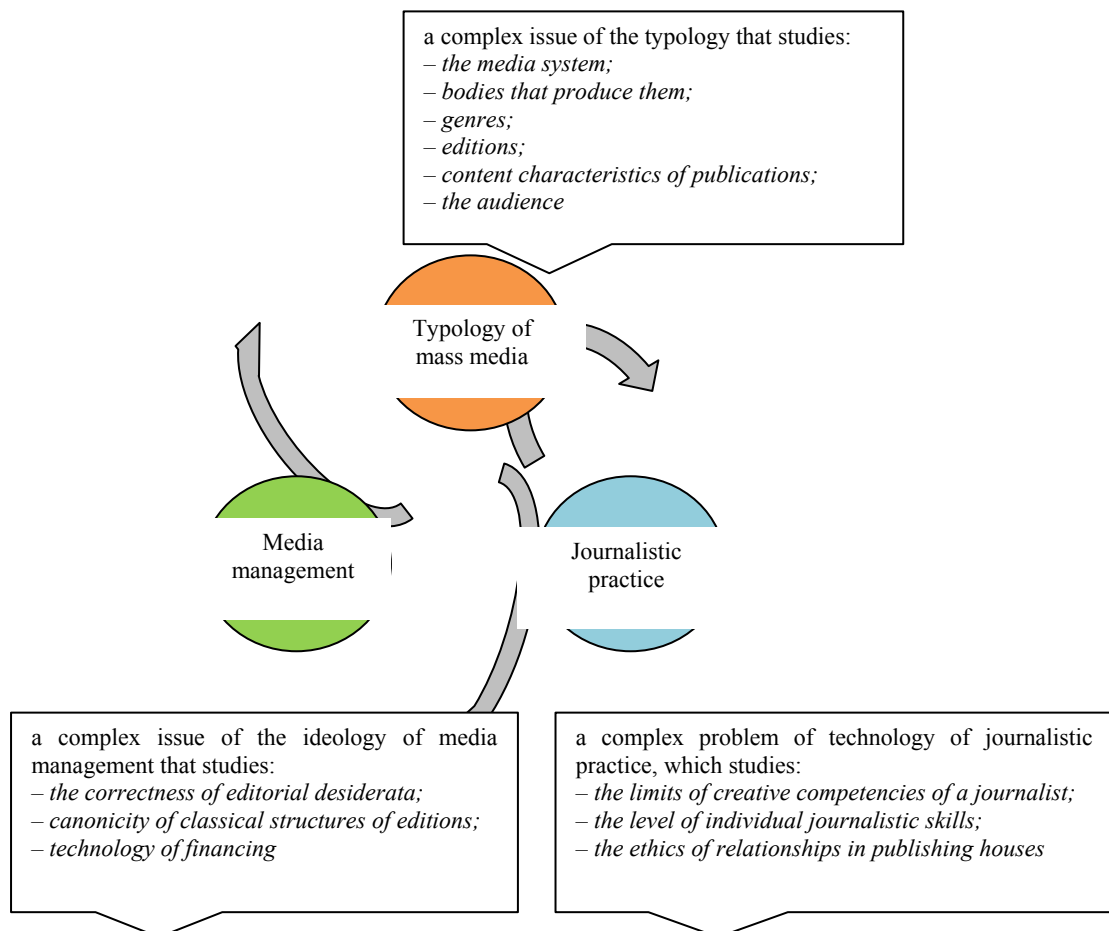 a complex issue of the typology that studies:
– the media system;
– bodies that produce them;
– genres;
– editions;
– content characteristics of publications;
– the audience
Typology of
mass media
Media
management
Journalistic
practice
a complex issue of the ideology of media
management that studies:
– the correctness of editorial desiderata;
– canonicity of classical structures of editions;
– technology of financing
a complex problem of technology of journalistic
practice, which studies:
– the limits of creative competencies of a journalist;
– the level of individual journalistic skills;
– the ethics of relationships in publishing houses